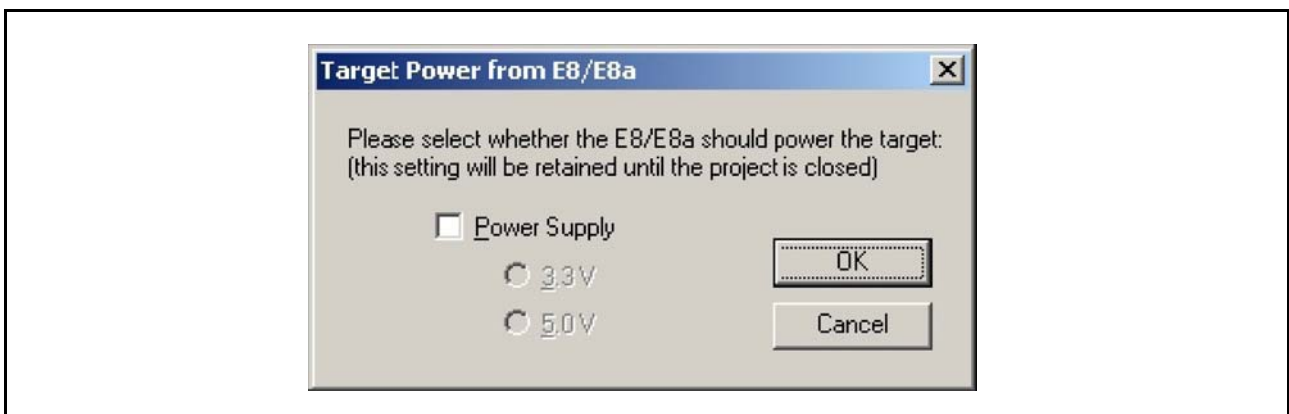 Target Power from E8/E8a
Please select whether the E8/E8a should power the target:
(this setting will be retained until the project is closed)
Power Supply
3.3V
5.0V
OK
Cancel